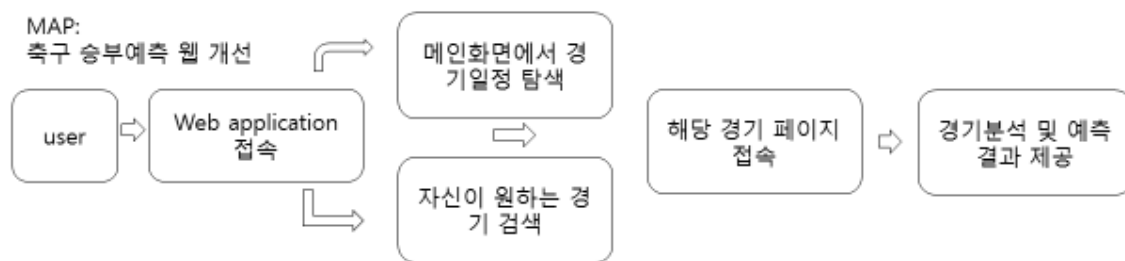 MAP:
축구 승부예측 웹 개선
user
Web application
접속
메인화면에서 경
기일정 탐색
자신이 원하는 경
기 검색
해당 경기 페이지
접속
경기분석 및 예측
결과 제공